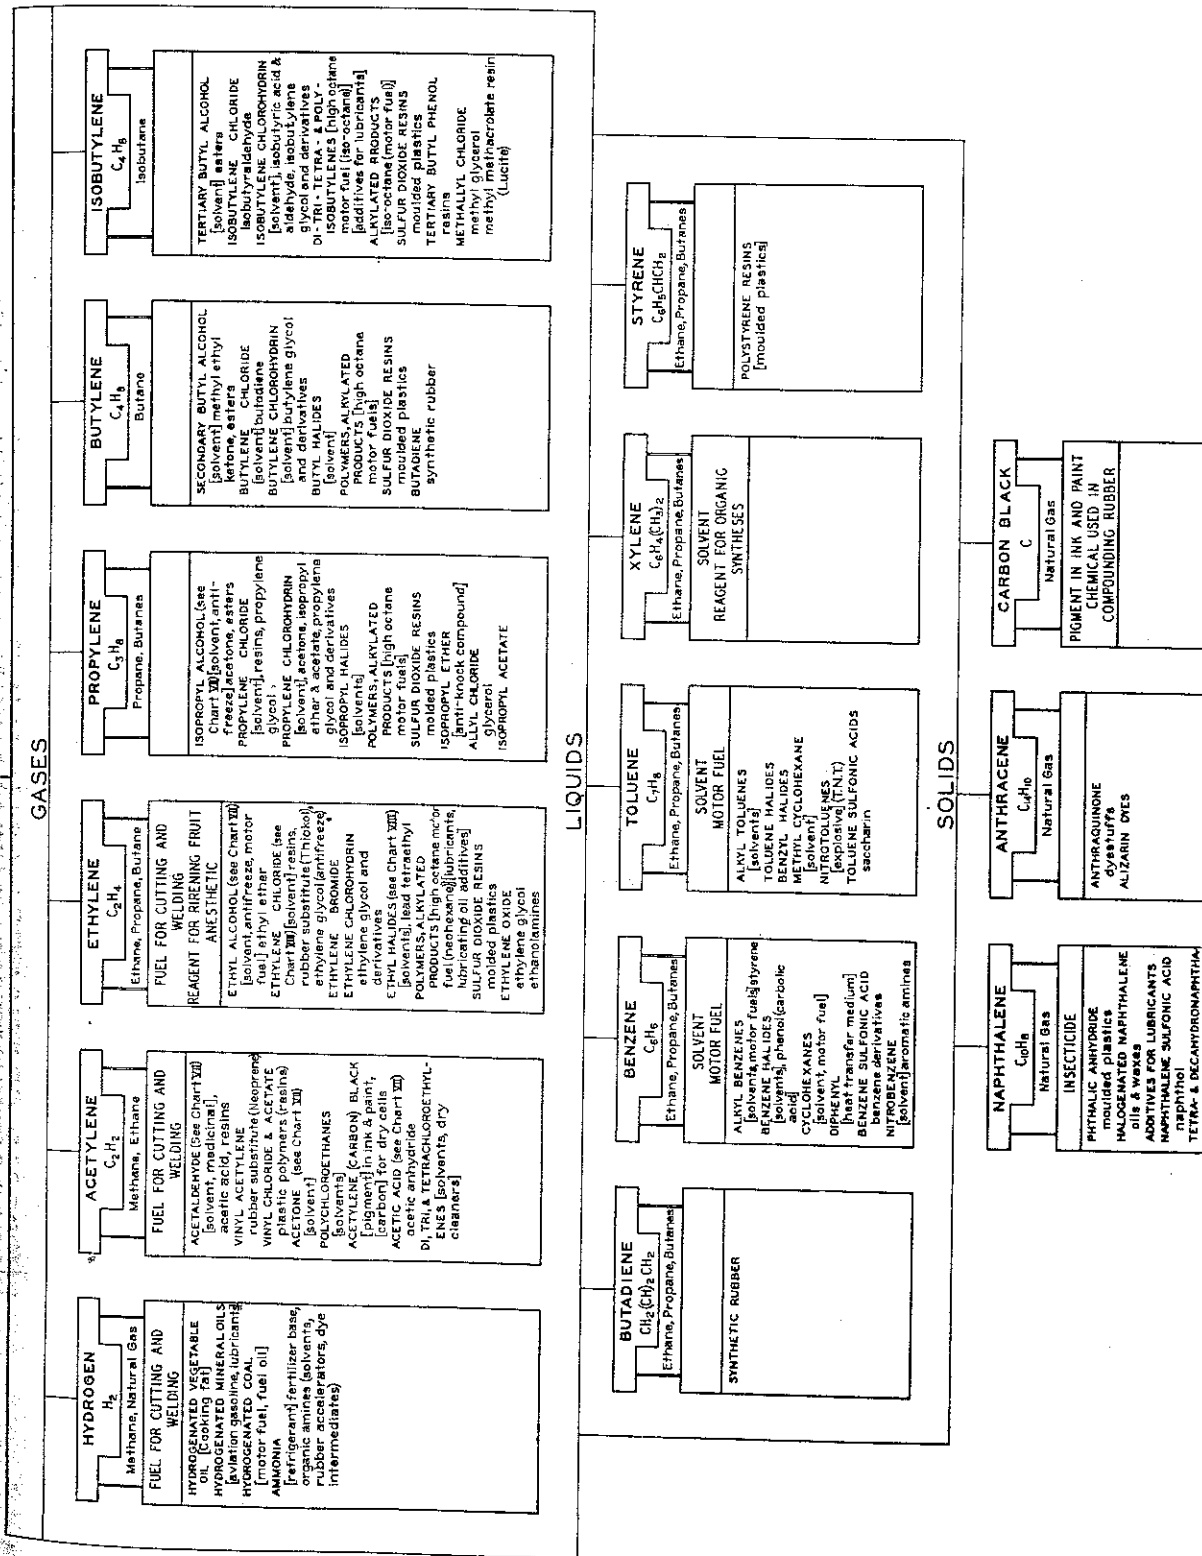 GASES
HYDROGEN
H2
Methane, Natural Gas
FUEL FOR CUTTING AND
WELDING
HYDROGENATED VEGETABLE
OIL [Cooking fat]
HYDROGENATED MINERAL OILS
[aviation gasoline, lubricants]
HYDROGENATED COAL
[motor fuel, fuel oil]
AMMONIA
[refrigerant] fertilizer base,
organic amines (solvents,
rubber accelerators, dye
intermediates)
ACETYLENE
C2H2
Methane, Ethane
FUEL FOR CUTTING AND
WELDING
ACETALDEHYDE (See Chart VII)
[solvent, medicinal],
acetic acid, resins
VINYL ACETYLENE
rubber substitute (Neoprene)
VINYL CHLORIDE & ACETATE
plastic polymers (resins)
ACETONE (see Chart VII)
[solvent]
POLYCHLOROETHANES
[solvents]
ACETYLENE (CARBON) BLACK
[pigment] in ink & paint,
[carbon] for dry cells
ACETIC ACID (see Chart VII)
acetic anhydride
DI, TRI, & TETRACHLOROETHYL-
ENES [solvents, dry
cleaners]
ETHYLENE
C2H4
Ethane, Propane, Butane
FUEL FOR CUTTING AND
WELDING
REAGENT FOR RIRENING FRUIT
ANESTHETIC
ETHYL ALCOHOL (see Chart VIII)
[solvent, antifreeze, motor
fuel] ethyl ether
ETHYLENE CHLORIDE (see
Chart VIII) [solvent] resins,
rubber substitute (Thiokol),
ethylene glycol (antifreeze)
ETHYLENE BROMIDE
ETHYLENE CHLOROHYDRIN
ethylene glycol and
derivatives
ETHYL HALIDES (see Chart VIII)
[solvents], lead tetraethyl
POLYMERS, ALKYLATED
PRODUCTS [high octane motor
fuel (neohexane)] [lubricants,
lubricating oil additives]
SULFUR DIOXIDE RESINS
molded plastics
ETHYLENE OXIDE
ethylene glycol
ethanolamines
PROPYLENE
C3H8
Propane, Butanes
ISOPROPYL ALCOHOL (see
Chart VII) [solvent, anti-
freeze] acetone, esters
PROPYLENE CHLORIDE
[solvent], resins, propylene
glycol,
PROPYLENE CHLOROHYDRIN
[solvent], acetone, isopropyl
ether & acetate, propylene
glycol and derivatives
ISOPROPYL HALIDES
[solvents]
POLYMERS, ALKYLATED
PRODUCTS [high octane
motor fuels]
SULFUR DIOXIDE RESINS
molded plastics
ISOPROPYL ETHER
[anti-knock compound]
ALLYL CHLORIDE
glycerol
ISOPROPYL ACETATE
BUTYLENE
C4H8
Butane
SECONDARY BUTYL ALCOHOL
[solvent] methyl ethyl
ketone, esters
BUTYLENE CHLORIDE
[solvent] butadiene
BUTYLENE CHLOROHYDRIN
[solvent] butylene glycol
and derivatives
BUTYL HALIDES
[solvent]
POLYMERS, ALKYLATED
PRODUCTS [high octane
motor fuels]
SULFUR DIOXIDE RESINS
moulded plastics
BUTADIENE
synthetic rubber
ISOBUTYLENE
C4H8
Isobutane
TERTIARY BUTYL ALCOHOL
[solvent] esters
ISOBUTYLENE CHLORIDE
Isobutyraldehyde
ISOBUTYLENE CHLOROHYDRIN
[solvent], isobutyric acid &
aldehyde, isobutylene
glycol and derivatives
DI-TRI-TETRA-& POLY-
ISOBUTYLENES [high octane
motor fuel (iso-octane)]
[additives for lubricants]
ALKYLATED PRODUCTS
[iso-octane (motor fuel)]
SULFUR DIOXIDE RESINS
moulded plastics
TERTIARY BUTYL PHENOL
resins
METHALLYL CHLORIDE
methyl glycerol
methyl methacrolate resin
(Lucite)
LIQUIDS
BUTADIENE
CH2(CH)2CH2
Ethane, Propane, Butanes
SYNTHETIC RUBBER
BENZENE
C6H6
Ethane, Propane, Butanes
SOLVENT
MOTOR FUEL
ALKYL BENZENES
[solvents, motor fuels] styrene
BENZENE HALIDES
[solvents], phenol (carbolic
acid)
CYCLOHEXANES
[solvent, motor fuel]
DIPHENYL
[heat transfer medium]
BENZENE SULFONIC ACID
benzene derivatives
NITROBENZENE
[solvent] aromatic amines
TOLUENE
C7H8
Ethane, Propane, Butanes
SOLVENT
MOTOR FUEL
ALKYL TOLUENES
[solvents]
TOLUENE HALIDES
BENZYL HALIDES
METHYL CYCLOHEXANE
[solvent]
NITROTOLUENES
[explosive] (T.N.T.)
TOLUENE SULFONIC ACIDS
saccharin
XYLENE
C6H4(CH3)2
Ethane, Propane, Butanes
SOLVENT
REAGENT FOR ORGANIC
SYNTHESES
STYRENE
C6H5CHCH2
Ethane, Propane, Butanes
POLYSTYRENE RESINS
[moulded plastics]
SOLIDS
NAPHTHALENE
C10H8
Natural Gas
INSECTICIDE
PHTHALIC ANHYDRIDE
moulded plastics
HALOGENATED NAPHTHALENE
oils & waxes
ADDITIVES FOR LUBRICANTS
NAPHTHALENE SULFONIC ACID
naphthol
TETRA- & DECAHYDRONAPHTHA
ANTHRACENE
C14H10
Natural Gas
ANTHRAQUINONE
dyestuffs
ALIZARIN DYES
CARBON BLACK
C
Natural Gas
PIGMENT IN INK AND PAINT
CHEMICAL USED IN
COMPOUNDING RUBBER